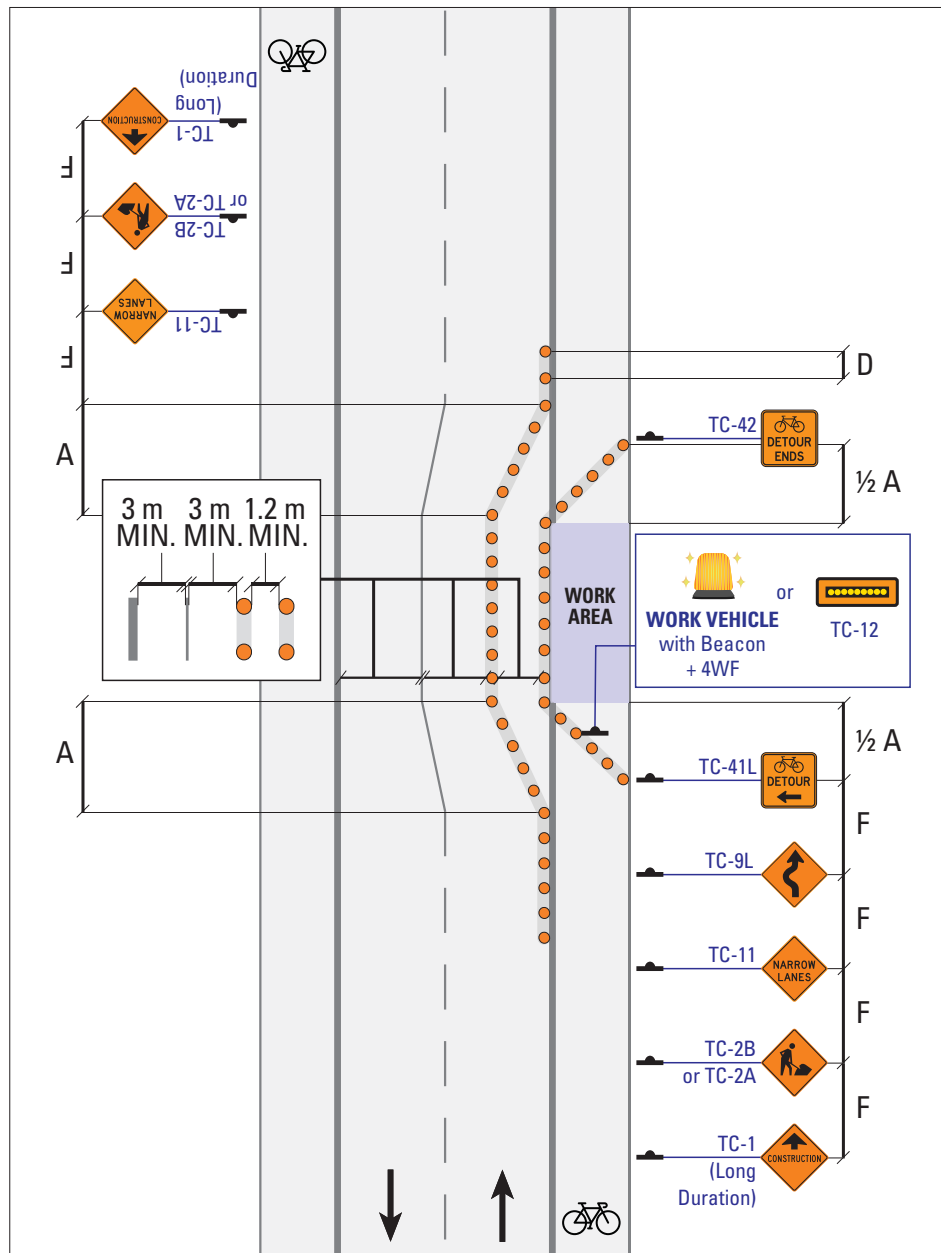 TC-1
(Long
Duration)
CONSTRUCTION
F
TC-2B
or TC-2A
F
TC-11
NARROW
LANES
F
A
3 m 3 m 1.2 m
MIN. MIN. MIN.
A
D
TC-42
DETOUR
ENDS
½ A
WORK
AREA
WORK VEHICLE
with Beacon
+ 4WF
or
TC-12
½ A
TC-41L
DETOUR
F
TC-9L
F
TC-11
NARROW
LANES
F
TC-2B
or TC-2A
F
TC-1
(Long
Duration)
CONSTRUCTION